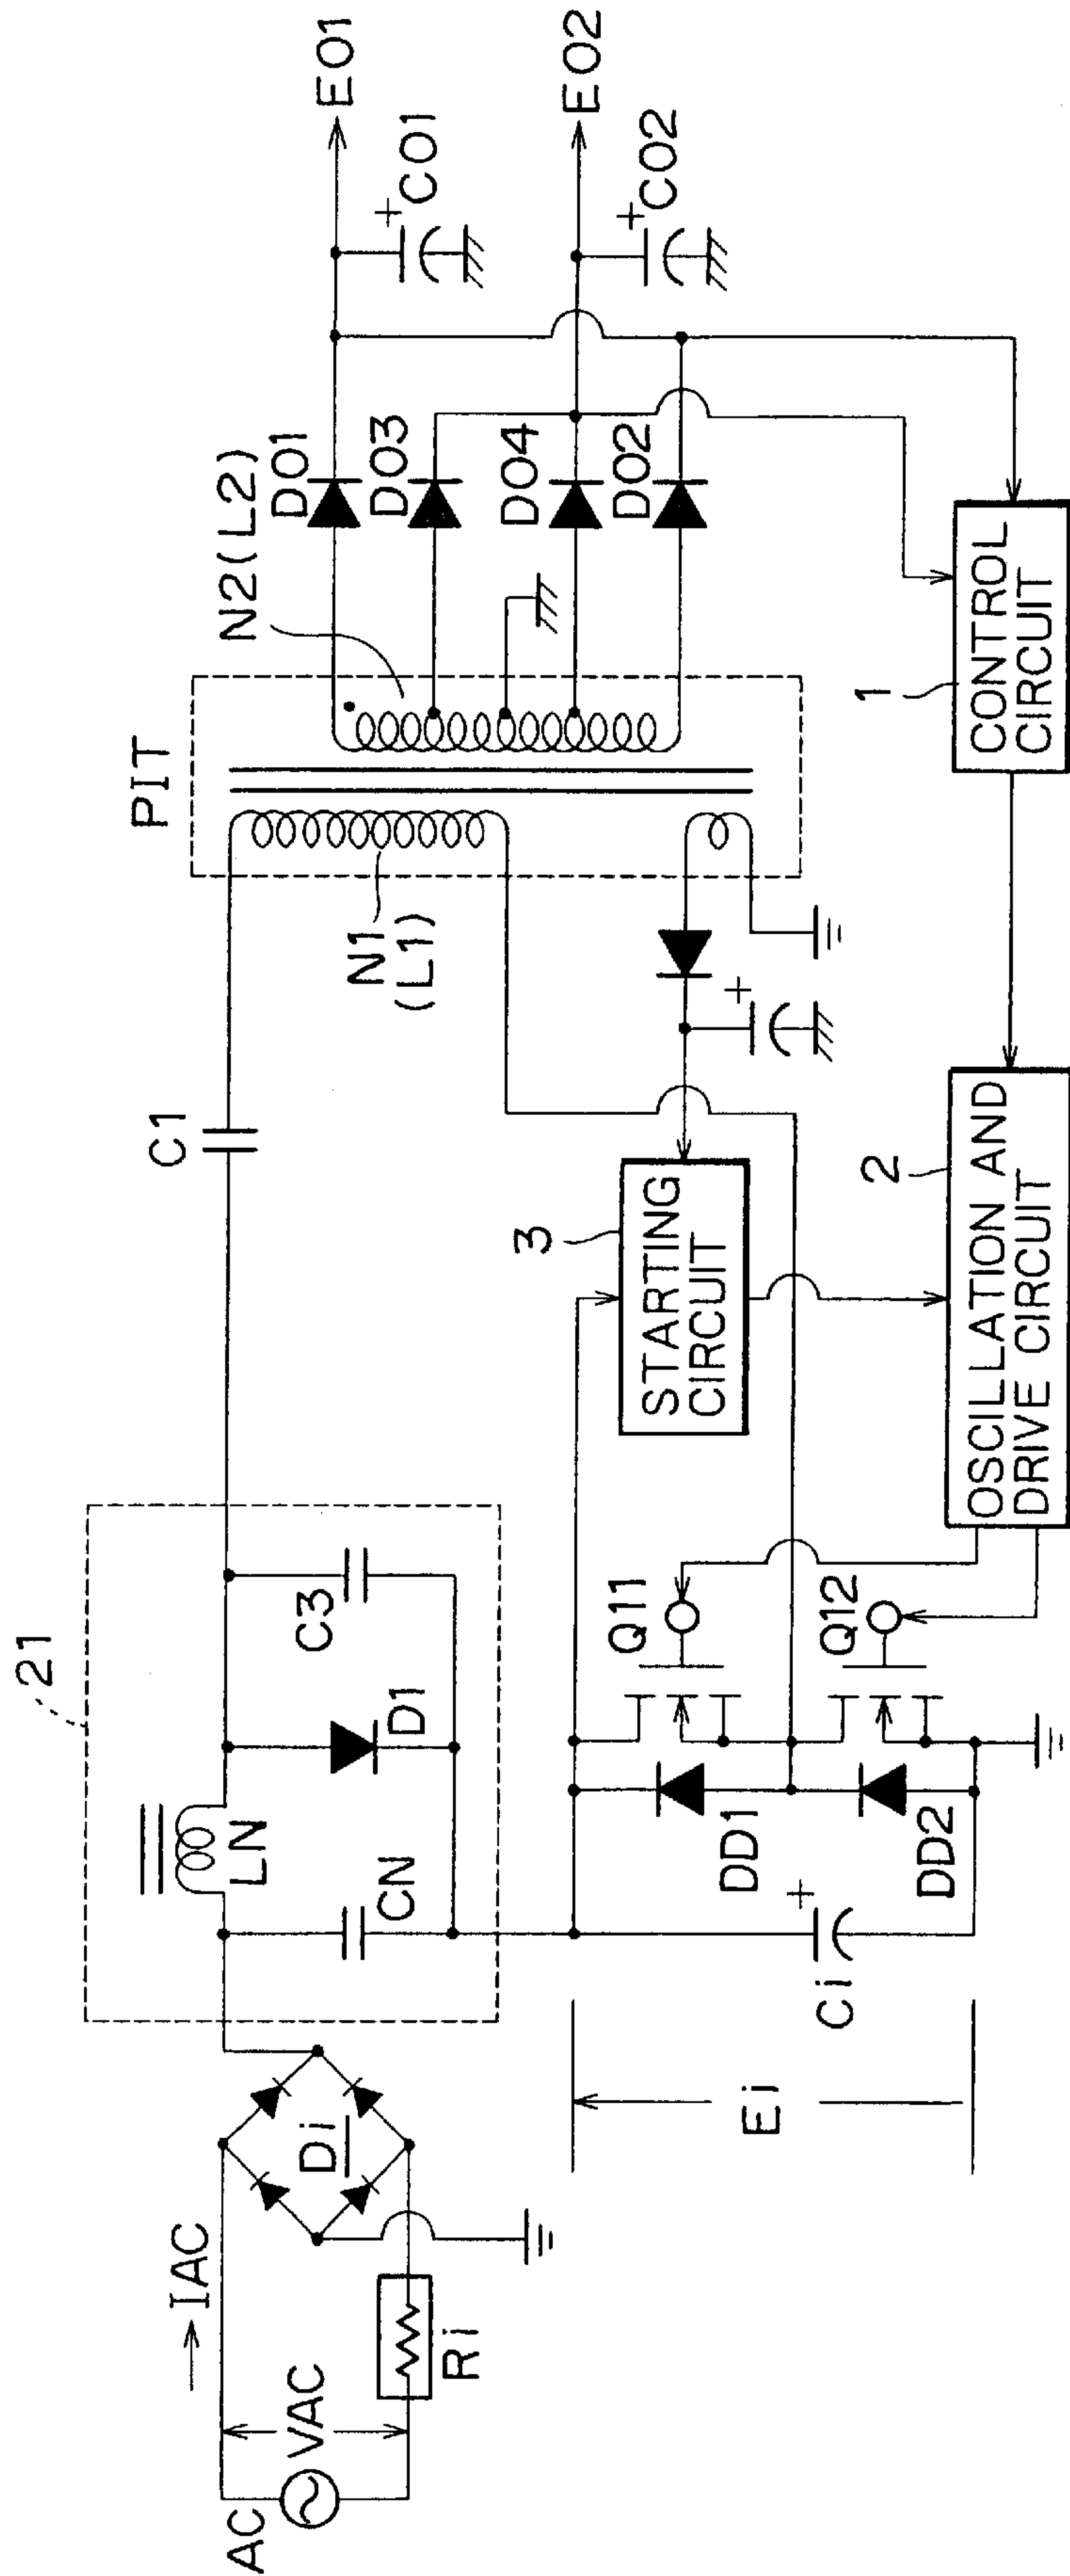 AC
VAC
IAC
Ri
Di
21
LN
CN
D1
C3
C1
Ei
Ci
DD1
DD2
Q11
Q12
3
STARTING
CIRCUIT
2
OSCILLATION AND
DRIVE CIRCUIT
PIT
N1
(L1)
N2(L2)
DO1
DO3
DO4
DO2
1
CONTROL
CIRCUIT
+
CO1
EO1
+
CO2
EO2
+
+